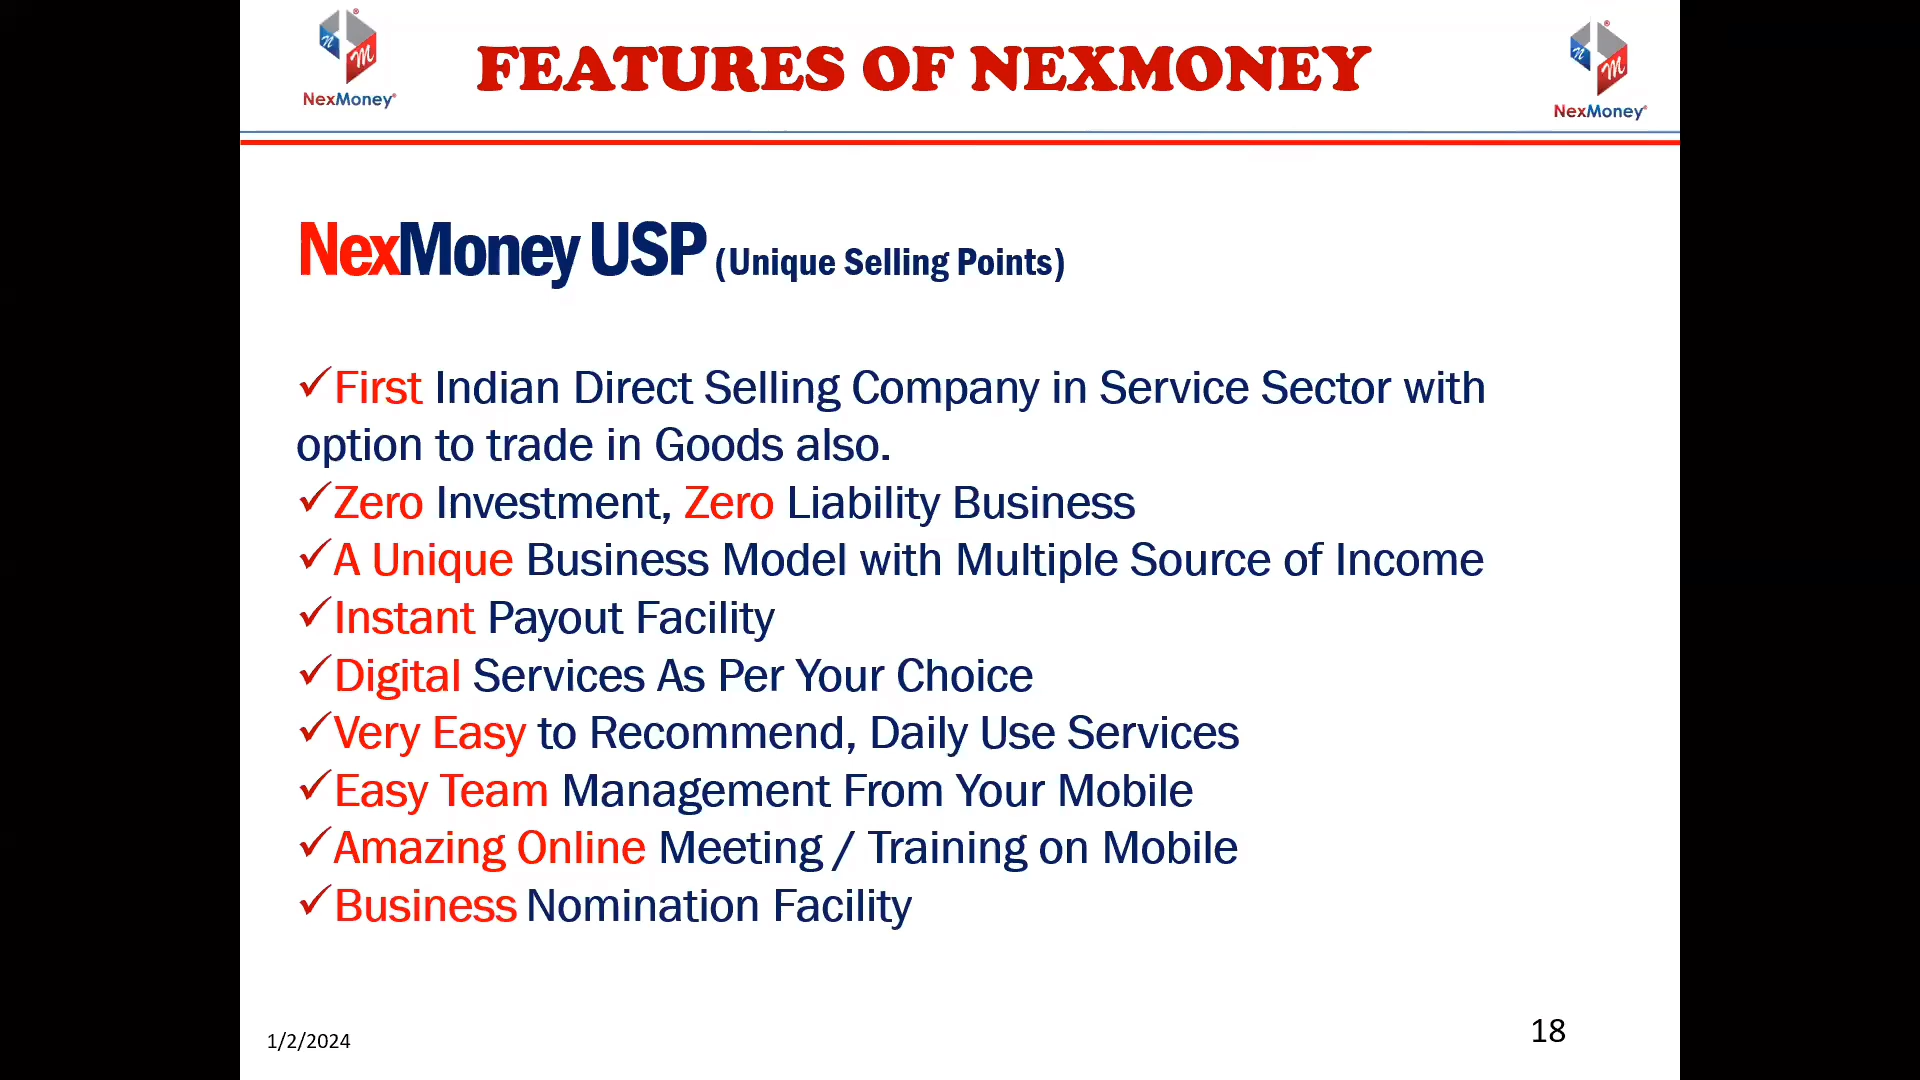 NexMoney®
FEATURES OF NEXMONEY
NexMoney®
NexMoney USP (Unique Selling Points)
✓First Indian Direct Selling Company in Service Sector with
option to trade in Goods also.
✓Zero Investment, Zero Liability Business
✓A Unique Business Model with Multiple Source of Income
✓Instant Payout Facility
✓Digital Services As Per Your Choice
✓Very Easy to Recommend, Daily Use Services
✓Easy Team Management From Your Mobile
✓Amazing Online Meeting / Training on Mobile
✓Business Nomination Facility
1/2/2024
18